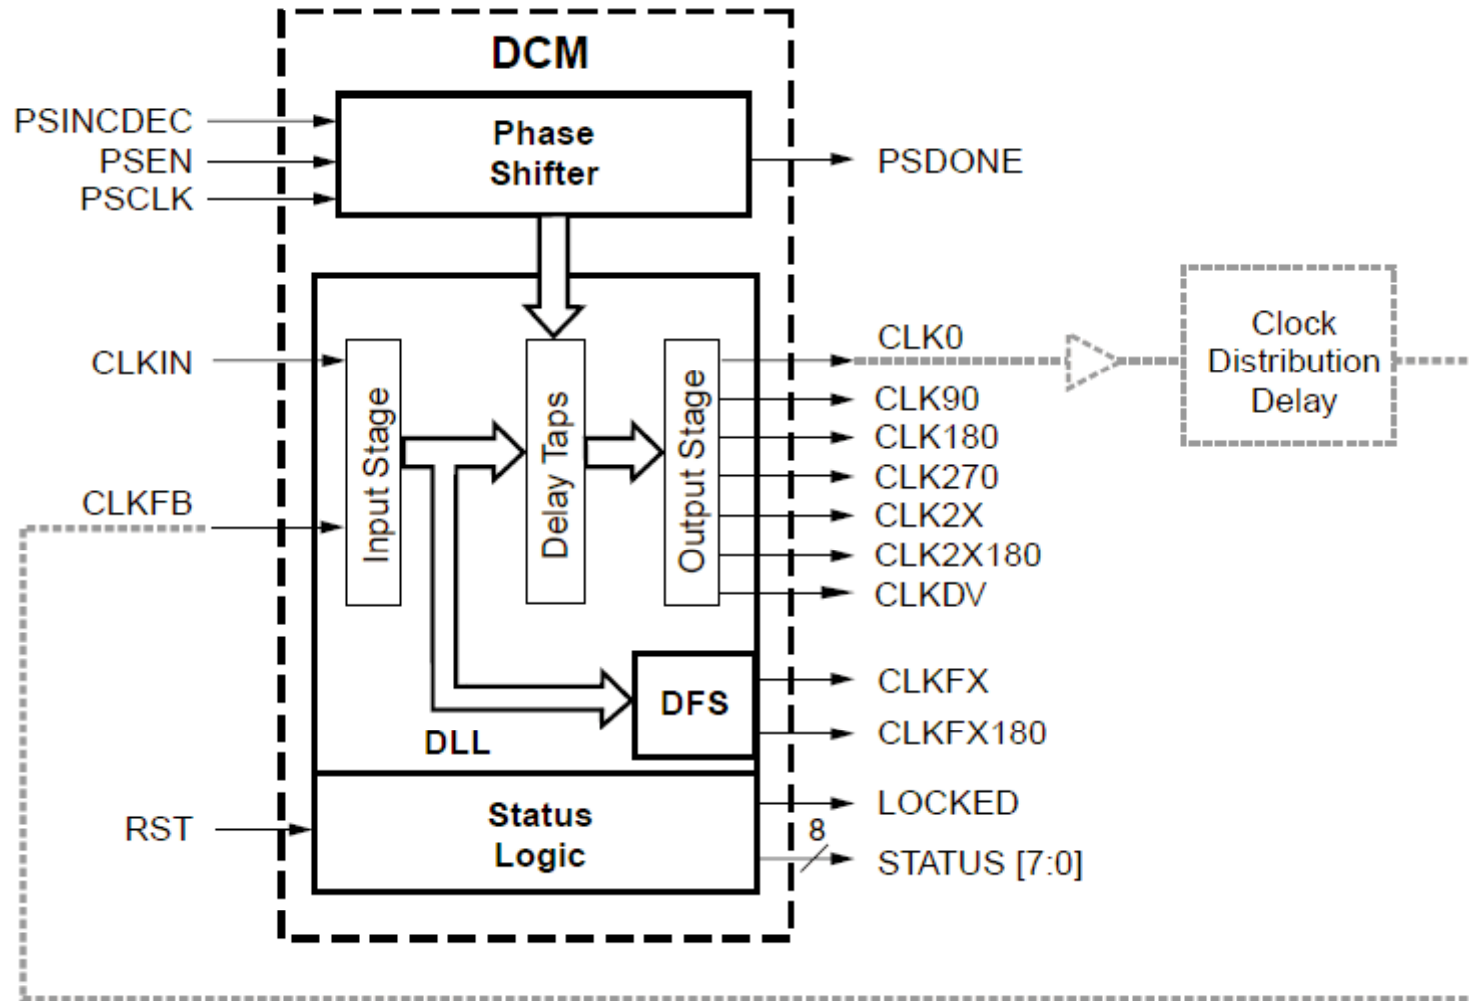 DCM
PSINCDEC
PSEN
PSCLK
Phase
Shifter
PSDONE
CLKIN
CLKFB
Input Stage
Delay Taps
Output Stage
CLK0
CLK90
CLK180
CLK270
CLK2X
CLK2X180
CLKDV
Clock
Distribution
Delay
DFS
DLL
CLKFX
CLKFX180
RST
Status
Logic
LOCKED
8
STATUS [7:0]